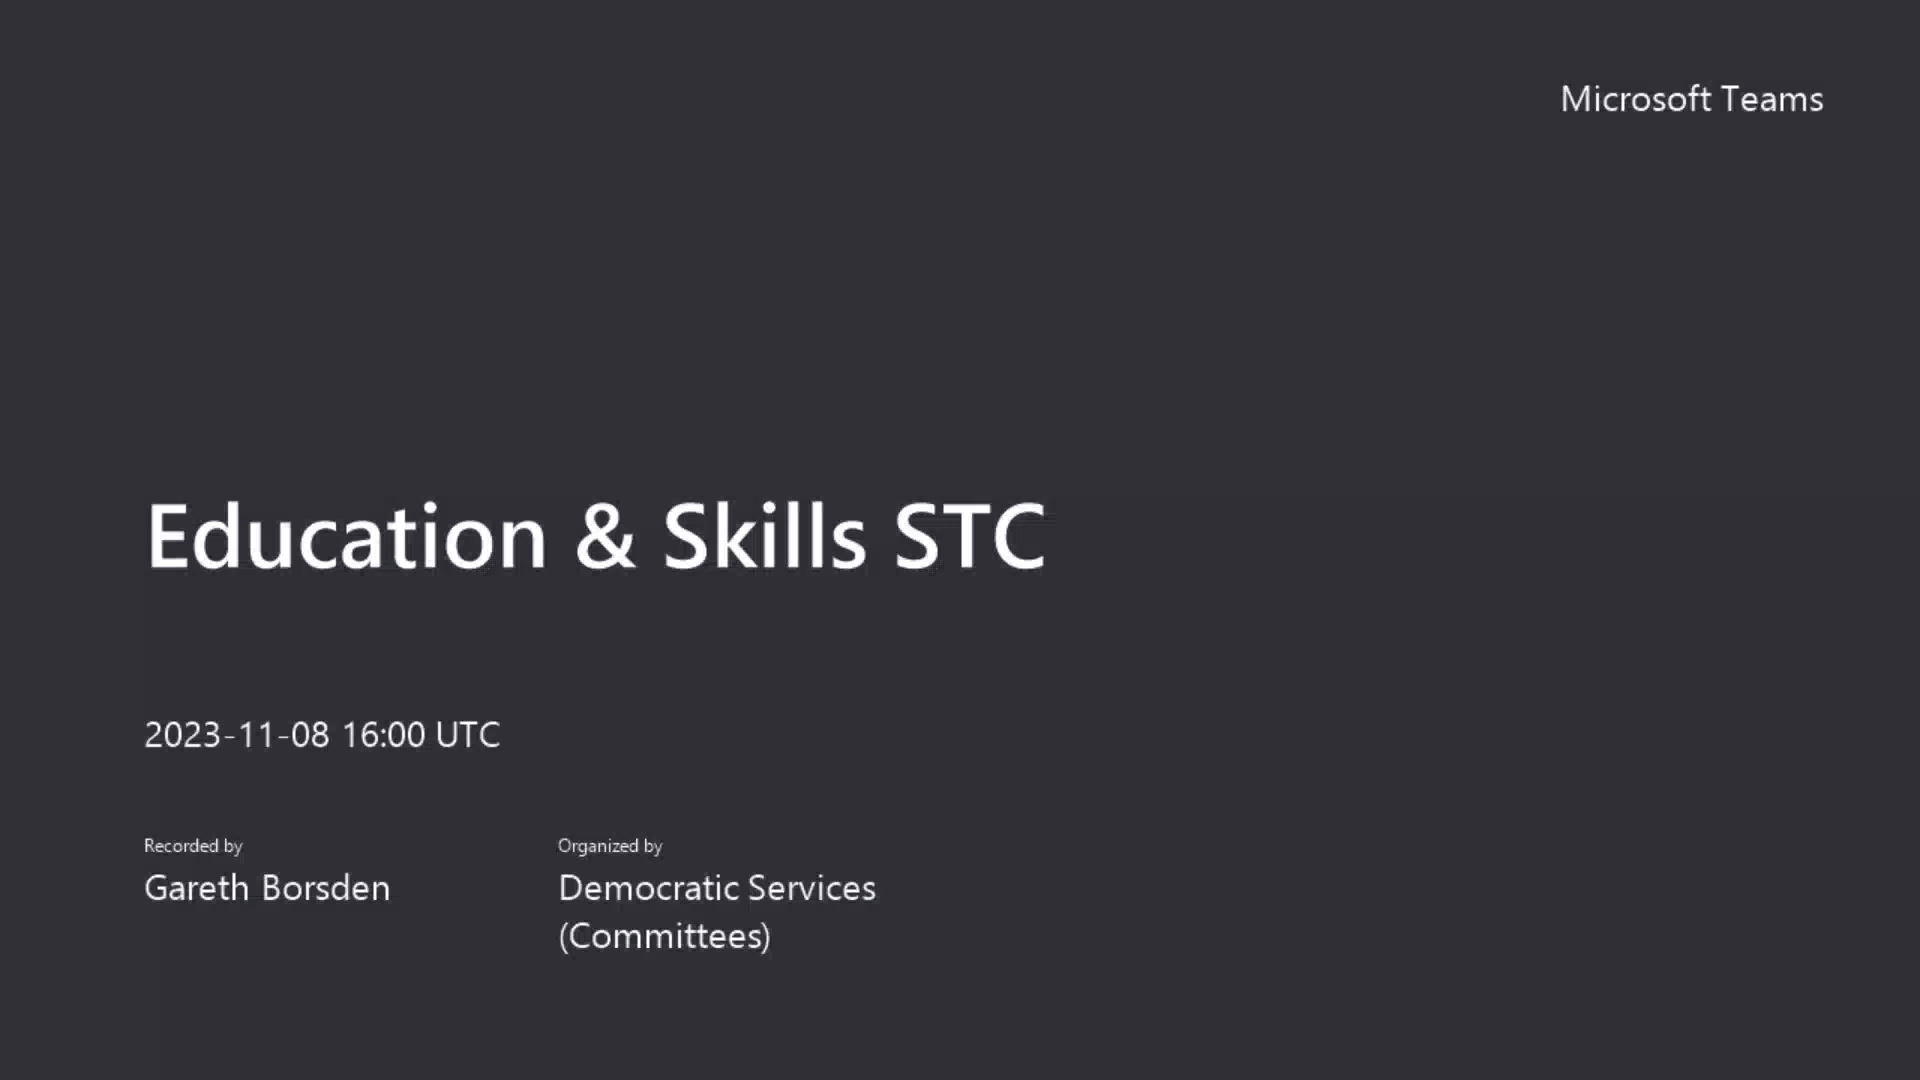 Microsoft Teams
Education & Skills STC
2023-11-08 16:00 UTC
Recorded by
Gareth Borsden
Organized by
Democratic Services
(Committees)